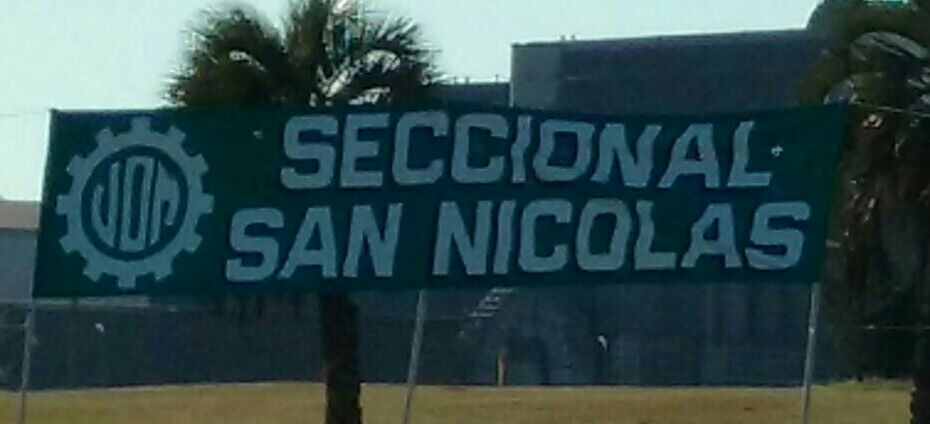 UOM
SECCIONAL
SAN NICOLAS